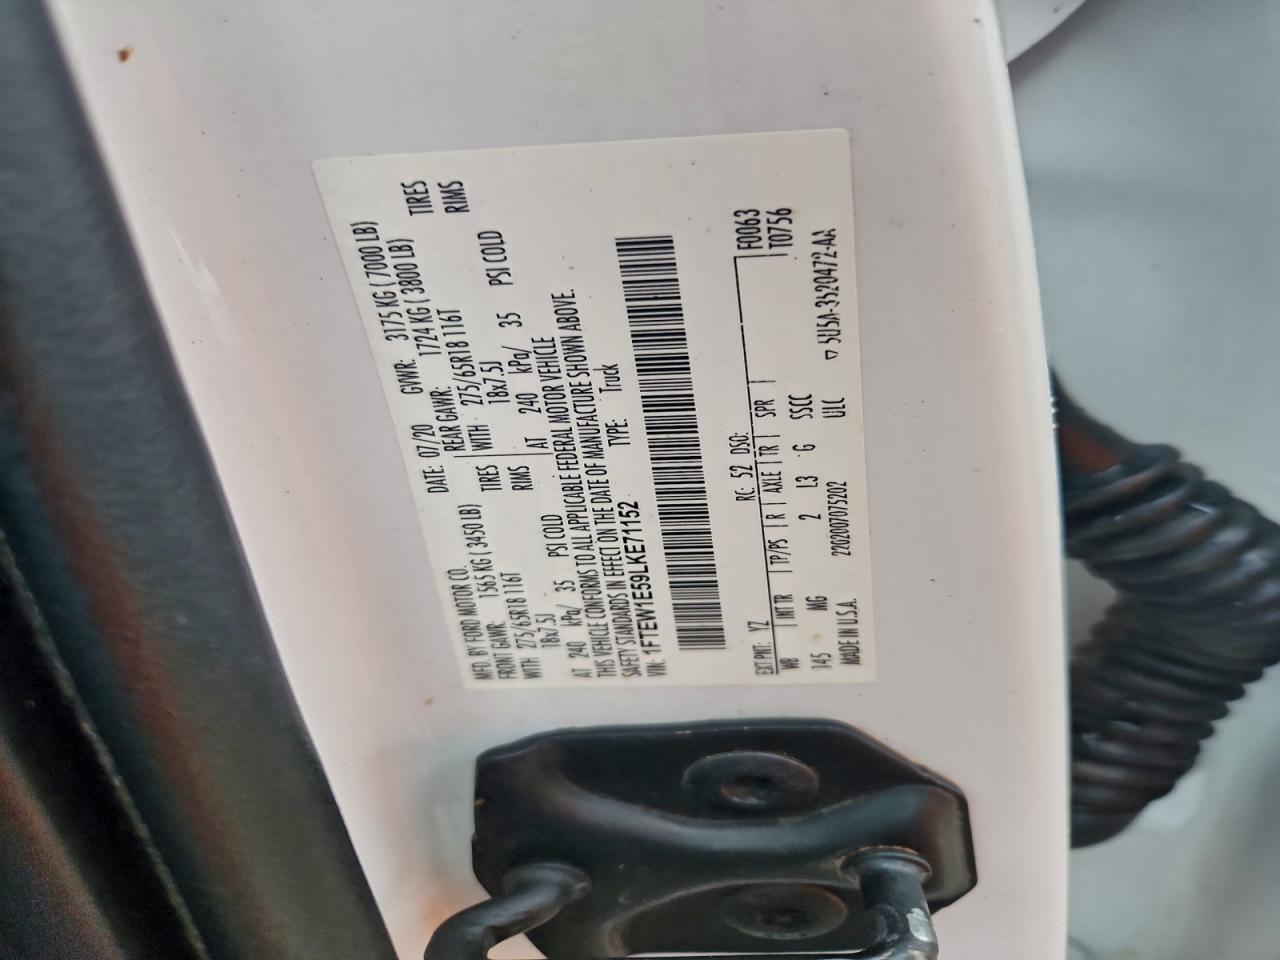 MFD. BY FORD MOTOR CO. DATE: 07/20 GVWR: 3175 KG ( 7000 LB)
FRONT GAWR: 1565 KG ( 3450 LB) REAR GAWR: 1724 KG ( 3800 LB)
WITH 275/65R18 116T TIRES WITH 275/65R18 116T TIRES
18x7.5J RIMS 18x7.5J RIMS
AT 240 kPa/ 35 PSI COLD AT 240 kPa/ 35 PSI COLD
THIS VEHICLE CONFORMS TO ALL APPLICABLE FEDERAL MOTOR VEHICLE
SAFETY STANDARDS IN EFFECT ON THE DATE OF MANUFACTURE SHOWN ABOVE.
VIN: 1FTEW1E59LKE71152 TYPE: Truck
EXT PNT: YZ RC: 52 DSO: F0063
WB INT TR TP/PS R AXLE TR SPR T0756
145 MG 2 L3 G SSCC
MADE IN U.S.A. 2202007075202 ULC ▽ 5U5A-3520472-AA